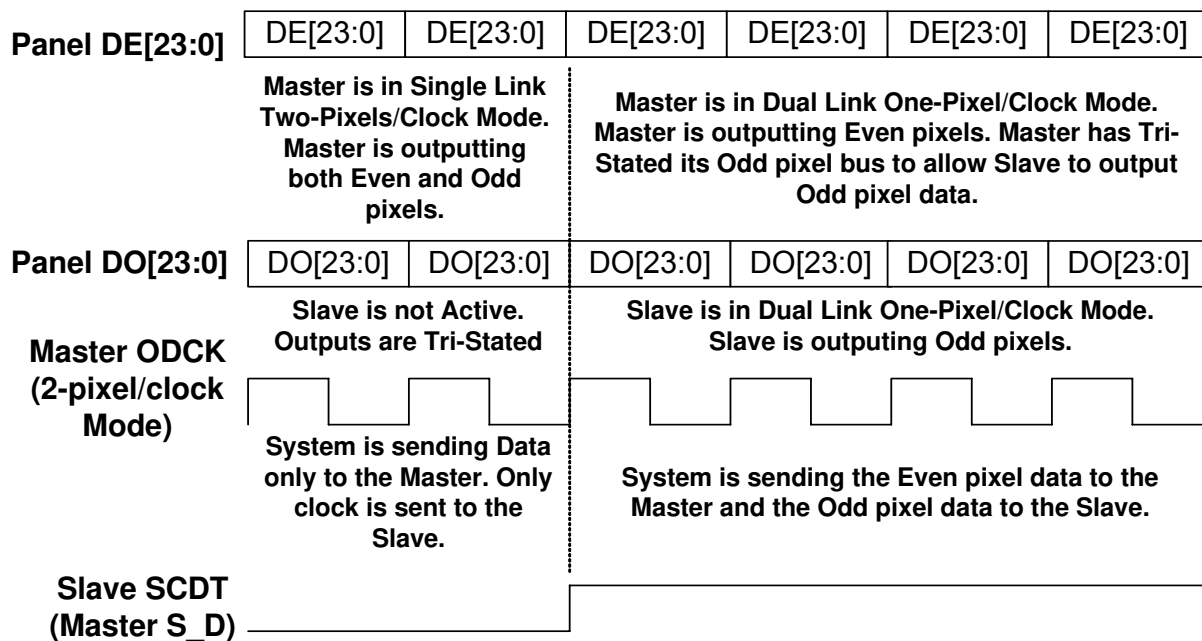 Panel DE[23:0]
DE[23:0] DE[23:0] DE[23:0] DE[23:0] DE[23:0] DE[23:0]
Master is in Single Link
Two-Pixels/Clock Mode.
Master is outputting
both Even and Odd
pixels.
Master is in Dual Link One-Pixel/Clock Mode.
Master is outputting Even pixels. Master has Tri-
Stated its Odd pixel bus to allow Slave to output
Odd pixel data.
Panel DO[23:0]
DO[23:0] DO[23:0] DO[23:0] DO[23:0] DO[23:0] DO[23:0]
Slave is not Active.
Outputs are Tri-Stated
Slave is in Dual Link One-Pixel/Clock Mode.
Slave is outputing Odd pixels.
Master ODCK
(2-pixel/clock
Mode)
System is sending Data
only to the Master. Only
clock is sent to the
Slave.
System is sending the Even pixel data to the
Master and the Odd pixel data to the Slave.
Slave SCDT
(Master S_D)